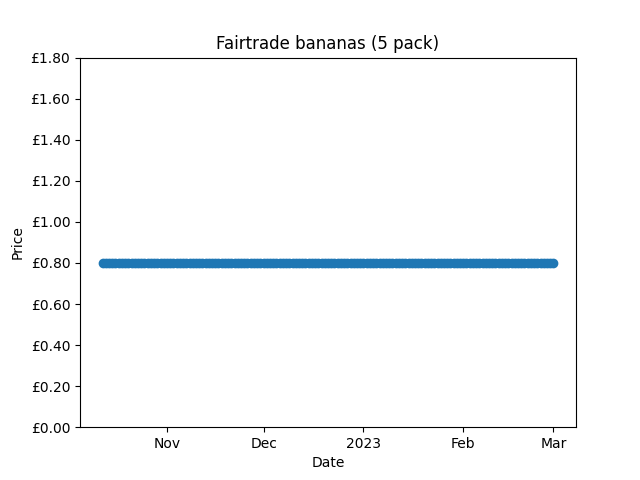 Fairtrade bananas (5 pack)
£1.80
£1.60
£1.40
£1.20
£1.00
£0.80
£0.60
£0.40
£0.20
£0.00
Price
Nov Dec 2023 Feb Mar
Date